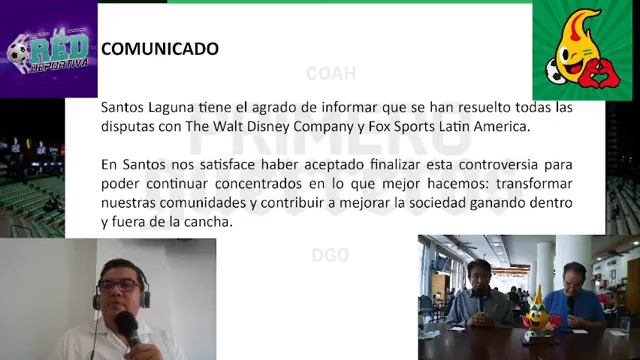 LA
RED
DEPORTIVA
COMUNICADO
COAH
Santos Laguna tiene el agrado de informar que se han resuelto todas las
disputas con The Walt Disney Company y Fox Sports Latin America.
PRIMERO
En Santos nos satisface haber aceptado finalizar esta controversia para
poder continuar concentrados en lo que mejor hacemos: transformar
nuestras comunidades y contribuir a mejorar la sociedad ganando dentro
y fuera de la cancha.
DGO